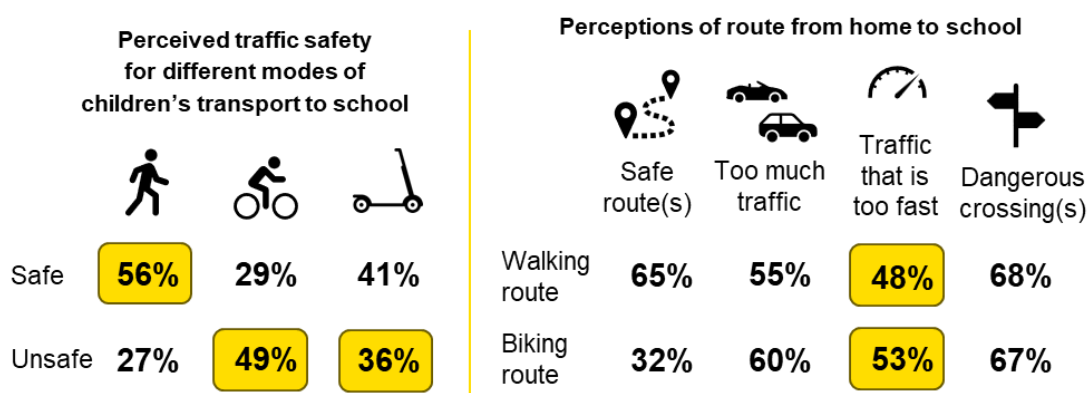 Perceived traffic safety
for different modes of
children's transport to school
Safe 56% 29% 41%
Unsafe 27% 49% 36%
Perceptions of route from home to school
Safe
route(s)
Too much
traffic
Traffic
that is
too fast
Dangerous
crossing(s)
Walking
route
65% 55% 48% 68%
Biking
route
32% 60% 53% 67%